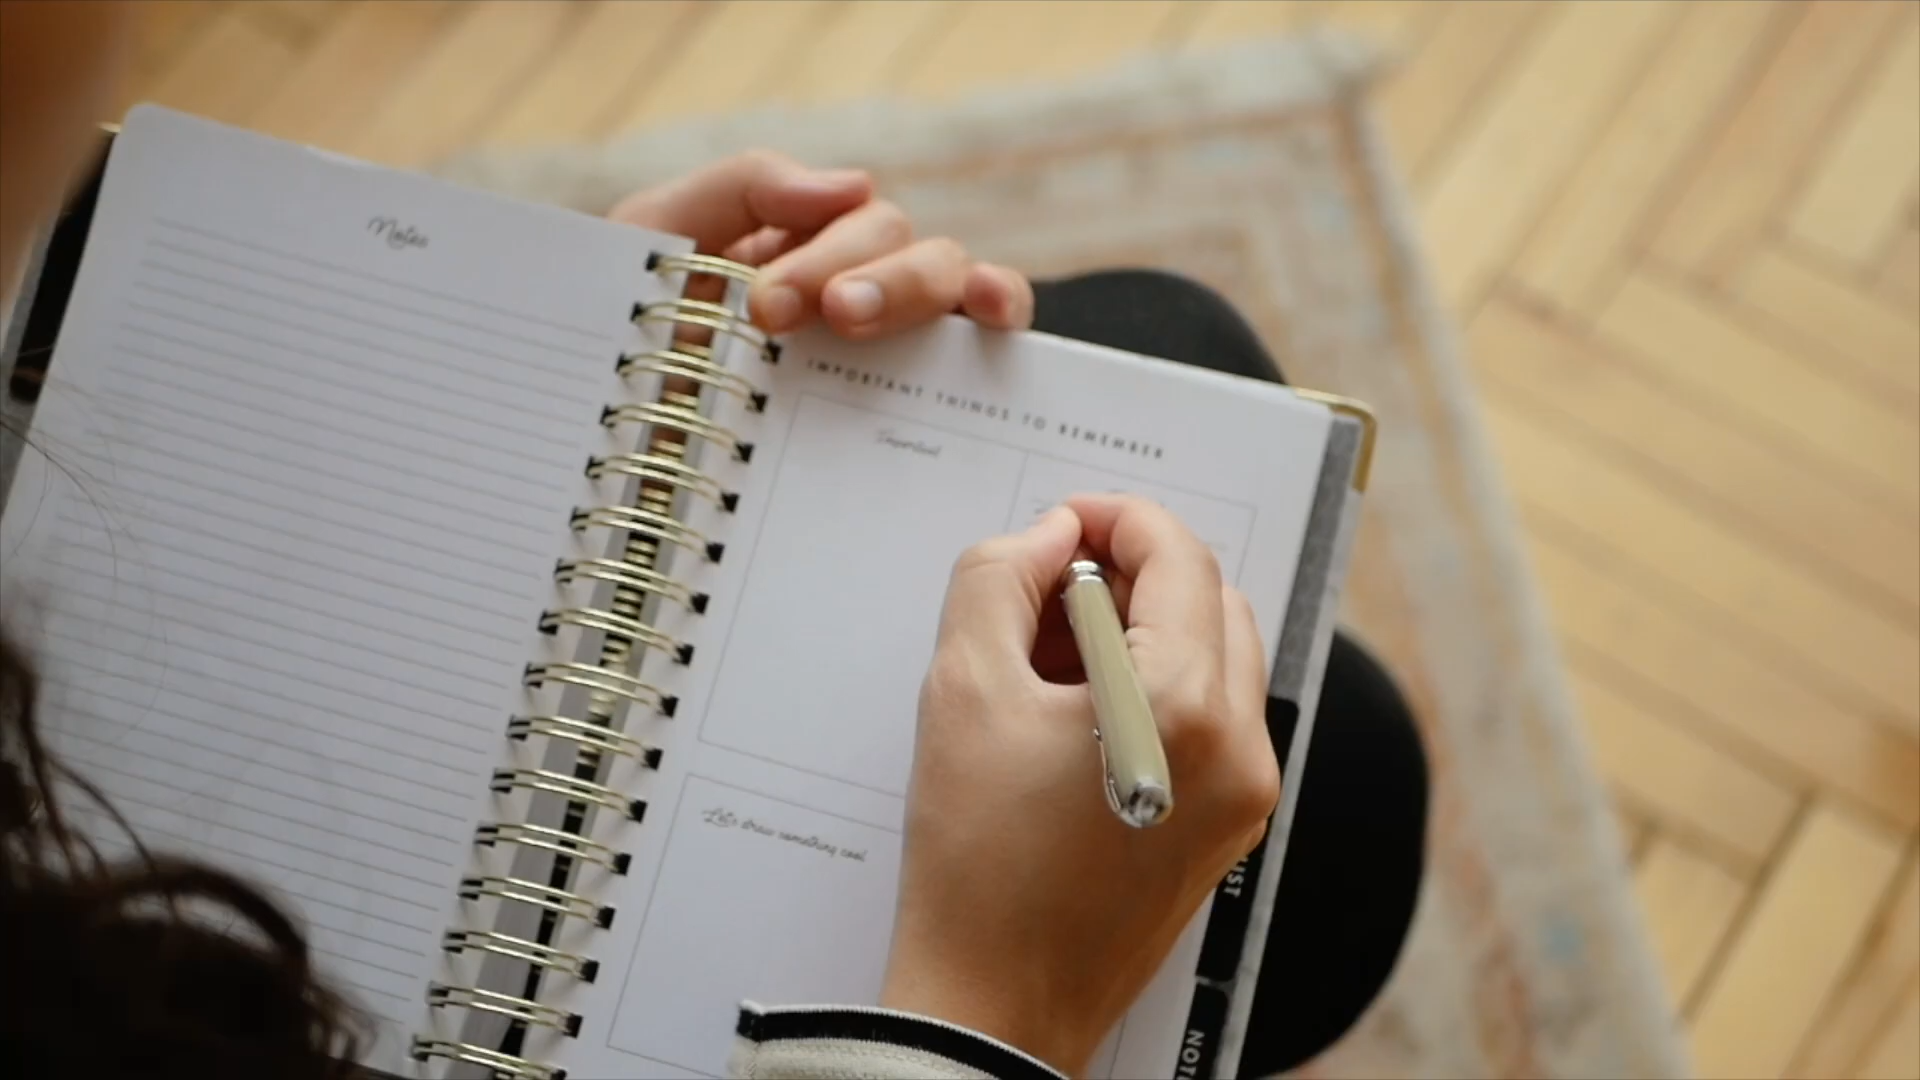 Notes
IMPORTANT THINGS TO REMEMBER
Important
Let's draw something cool